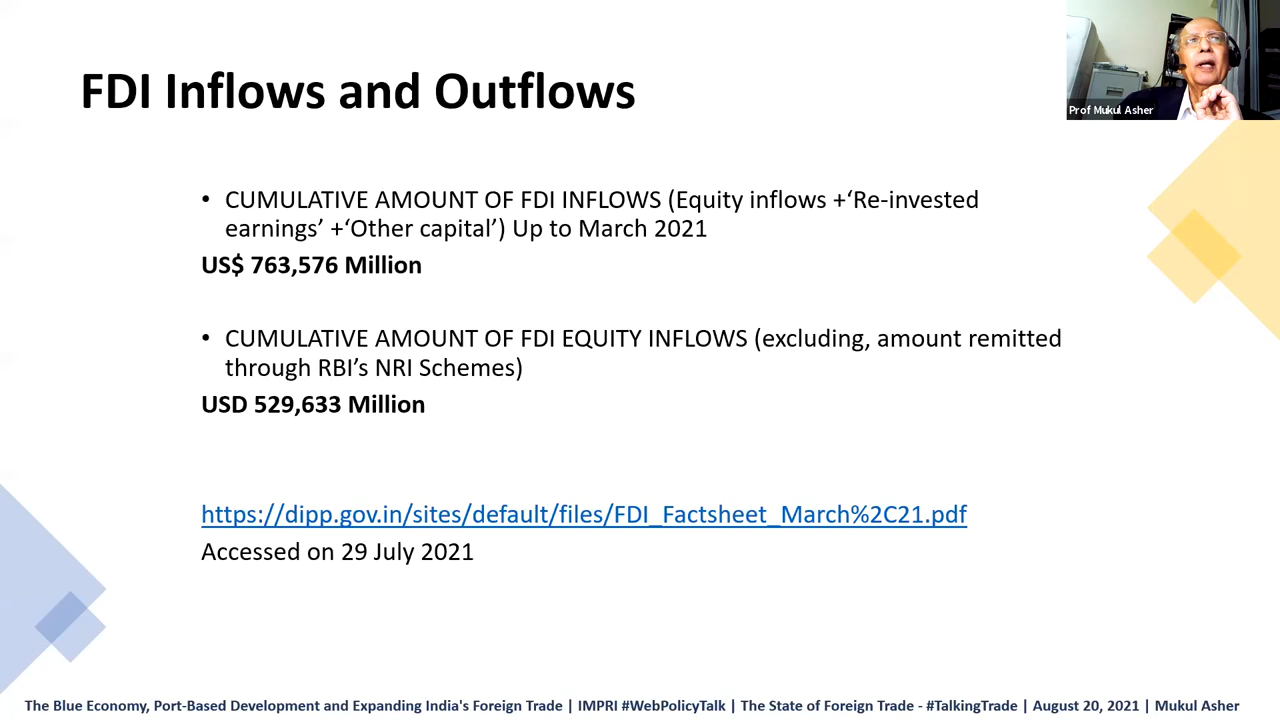 FDI Inflows and Outflows
Prof Mukul Asher
• CUMULATIVE AMOUNT OF FDI INFLOWS (Equity inflows +‘Re-invested
earnings’ +‘Other capital’) Up to March 2021
US$ 763,576 Million
• CUMULATIVE AMOUNT OF FDI EQUITY INFLOWS (excluding, amount remitted
through RBI’s NRI Schemes)
USD 529,633 Million
https://dipp.gov.in/sites/default/files/FDI_Factsheet_March%2C21.pdf
Accessed on 29 July 2021
The Blue Economy, Port-Based Development and Expanding India's Foreign Trade | IMPRI #WebPolicyTalk | The State of Foreign Trade - #TalkingTrade | August 20, 2021 | Mukul Asher